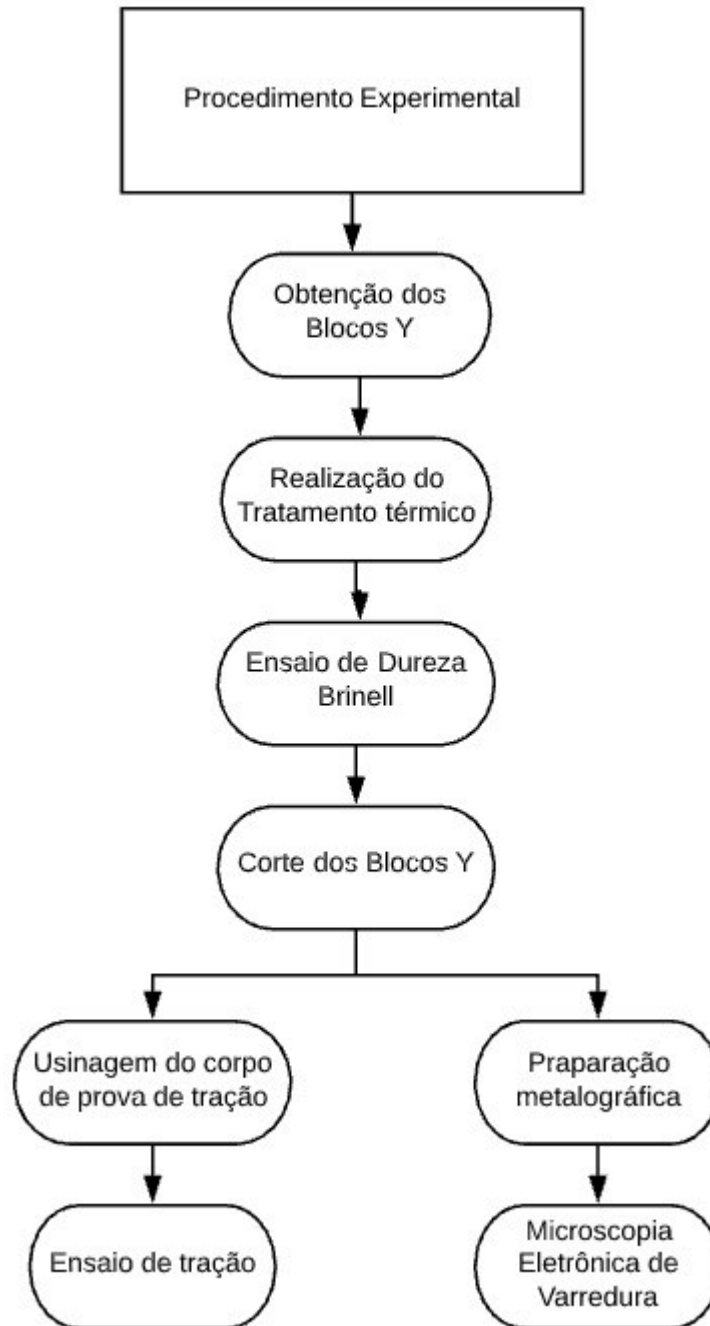 Procedimento Experimental
Obtenção dos
Blocos Y
Realização do
Tratamento térmico
Ensaio de Dureza
Brinell
Corte dos Blocos Y
Usinagem do corpo
de prova de tração
Praparação
metalográfica
Ensaio de tração
Microscopia
Eletrônica de
Varredura